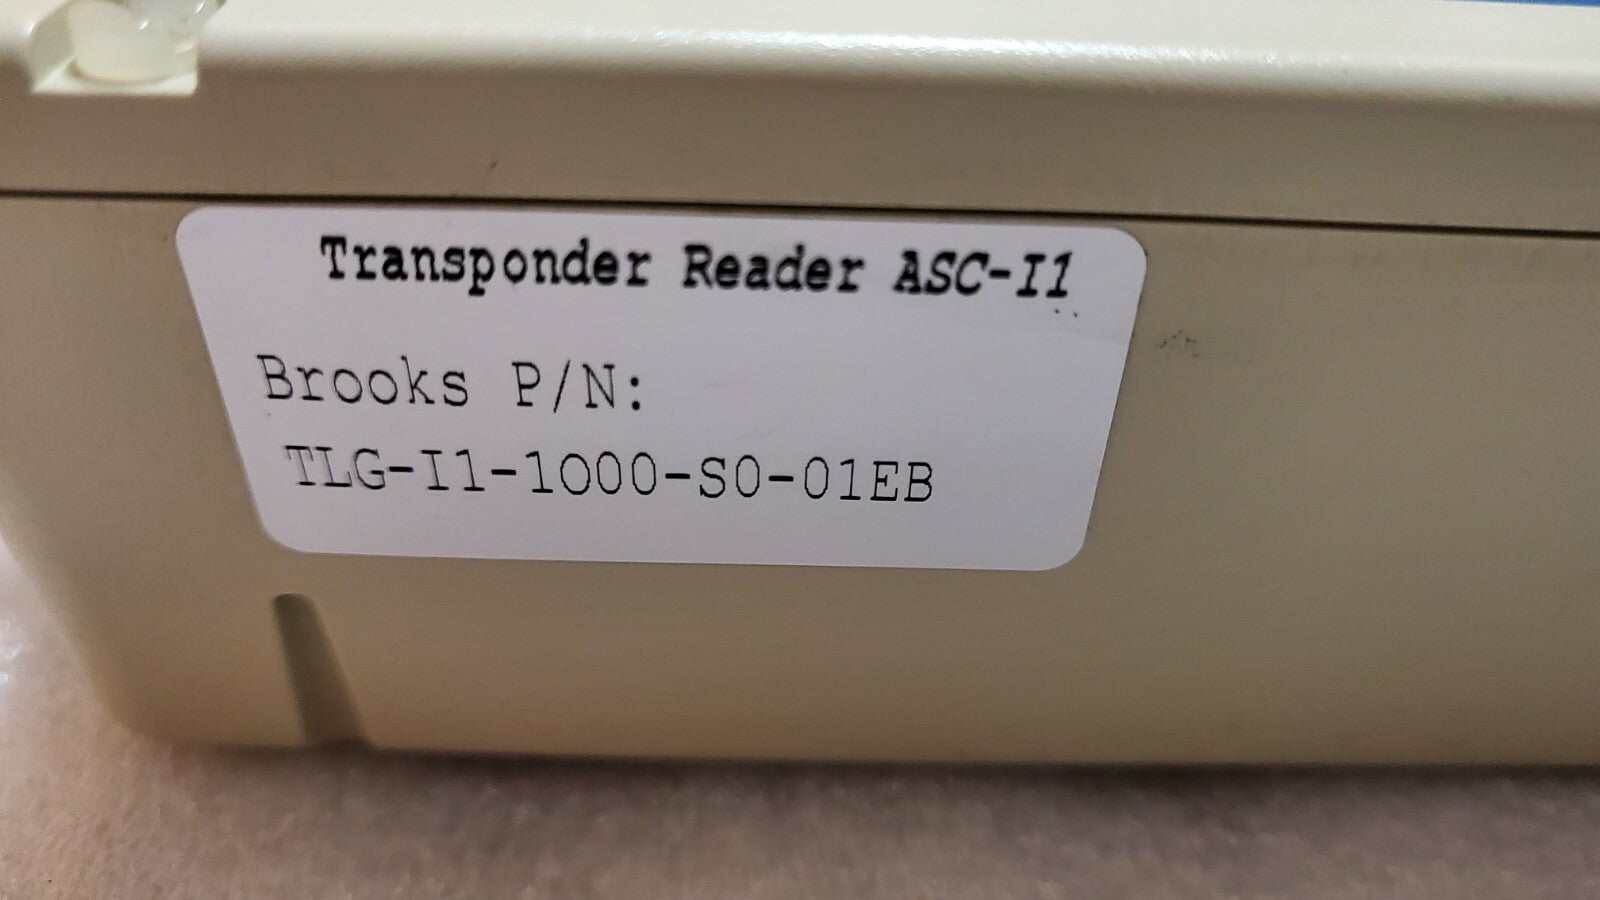 Transponder Reader ASC-I1
Brooks P/N:
TLG-I1-1000-S0-01EB